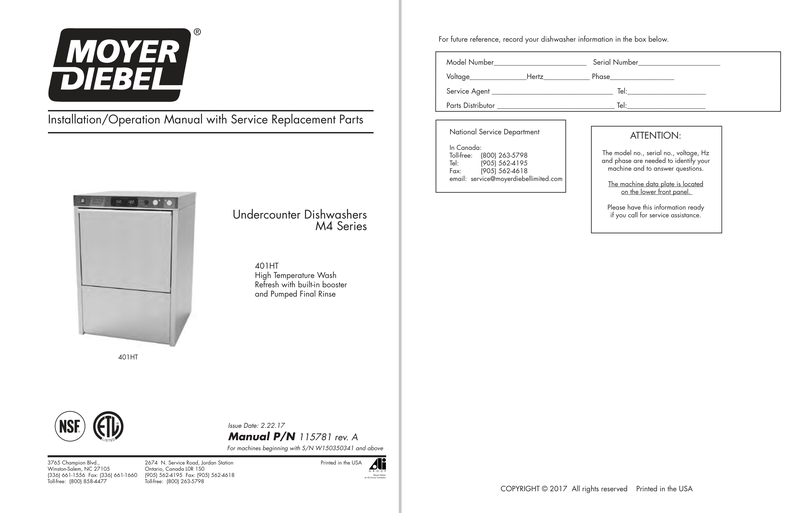 MOYER
DIEBEL
®
Installation/Operation Manual with Service Replacement Parts
Undercounter Dishwashers
M4 Series
401HT
High Temperature Wash
Refresh with built-in booster
and Pumped Final Rinse
401HT
NSF
ETL
LISTED
Issue Date: 2.22.17
Manual P/N 115781 rev. A
For machines beginning with S/N W150350341 and above
3765 Champion Blvd.,
Winston-Salem, NC 27105
(336) 661-1556 Fax: (336) 661-1660
Toll-free: (800) 858-4477
2674 N. Service Road, Jordan Station
Ontario, Canada L0R 1S0
(905) 562-4195 Fax: (905) 562-4618
Toll-free: (800) 263-5798
Printed in the USA
Ali
GROUP
For future reference, record your dishwasher information in the box below.
Model Number Serial Number
Voltage Hertz Phase
Service Agent Tel:
Parts Distributor Tel:
National Service Department
In Canada:
Toll-free: (800) 263-5798
Tel: (905) 562-4195
Fax: (905) 562-4618
email: service@moyerdiebellimited.com
ATTENTION:
The model no., serial no., voltage, Hz
and phase are needed to identify your
machine and to answer questions.
The machine data plate is located
on the lower front panel.
Please have this information ready
if you call for service assistance.
COPYRIGHT © 2017 All rights reserved Printed in the USA